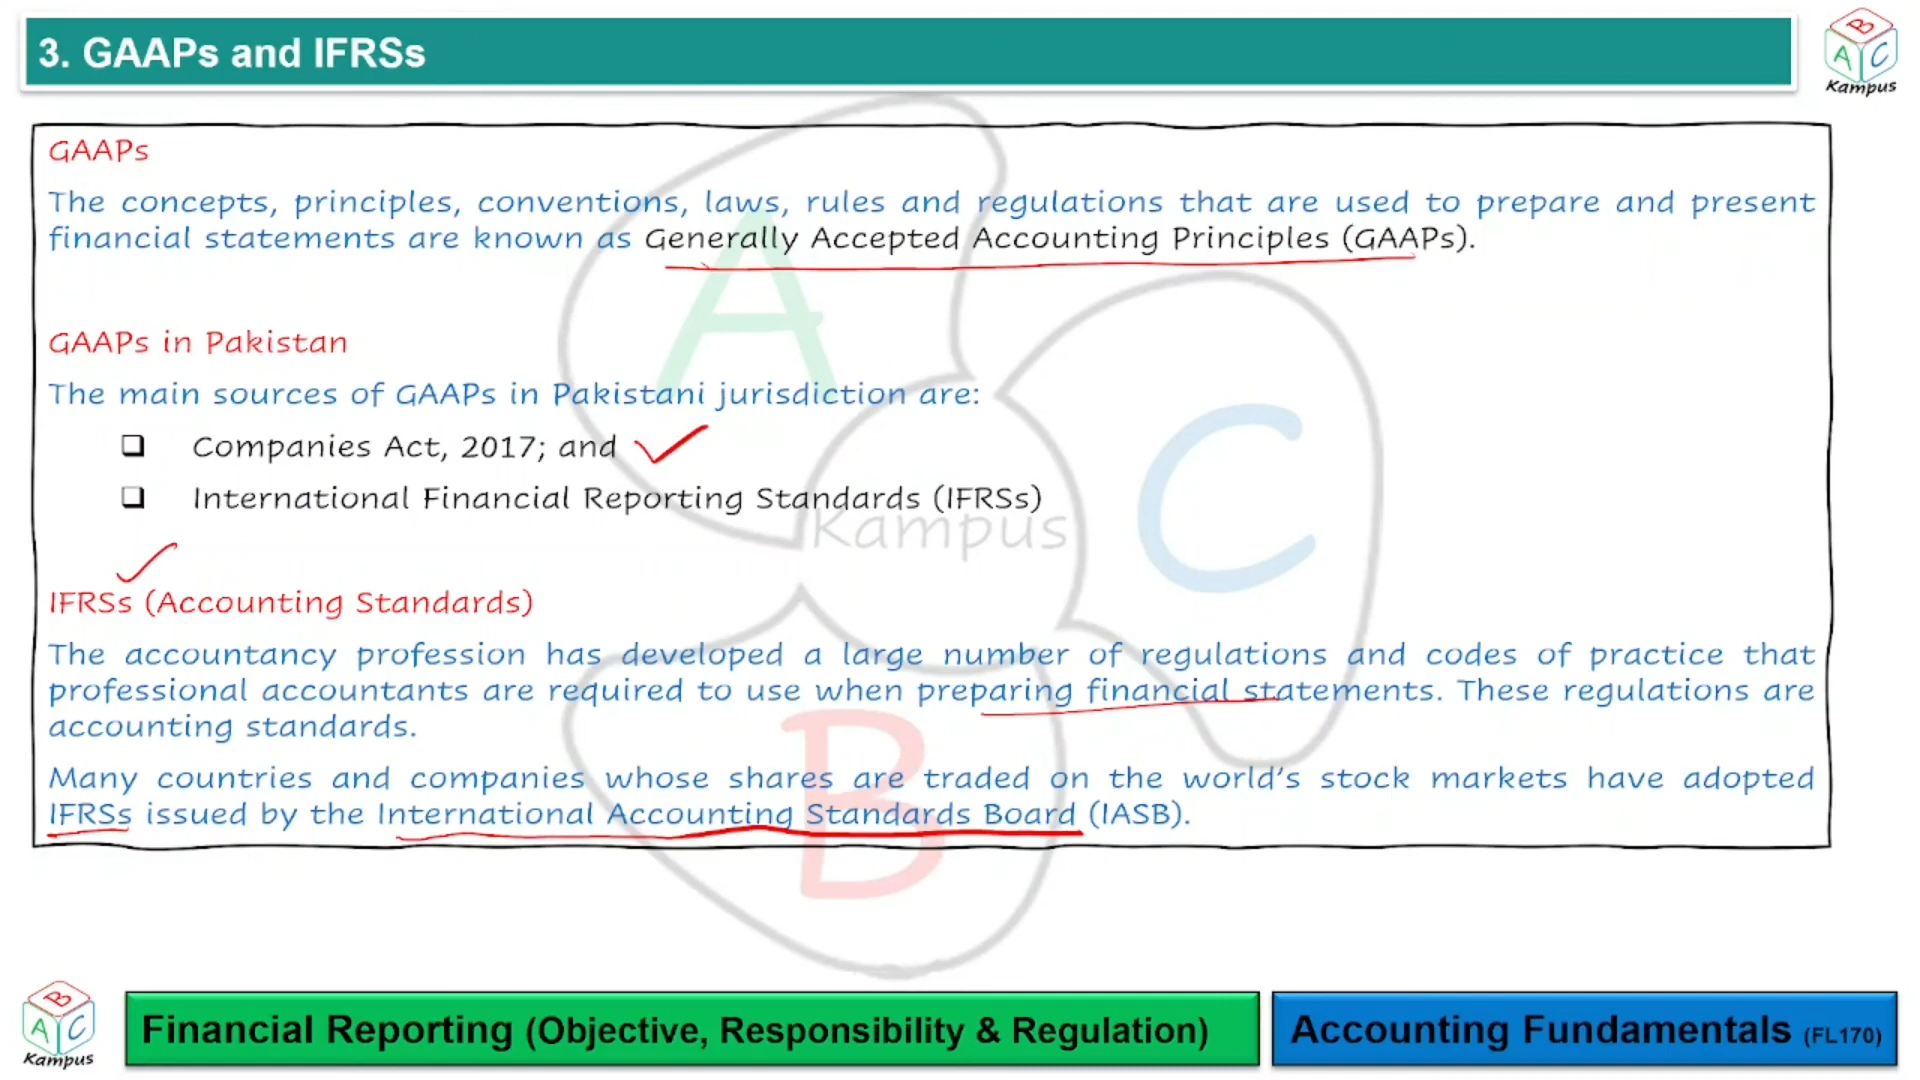 3. GAAPs and IFRSs
B
A C
Kampus
GAAPs
The concepts, principles, conventions, laws, rules and regulations that are used to prepare and present
financial statements are known as Generally Accepted Accounting Principles (GAAPs).
GAAPs in Pakistan
The main sources of GAAPs in Pakistani jurisdiction are:
Companies Act, 2017; and
International Financial Reporting Standards (IFRSs)
IFRSs (Accounting Standards)
The accountancy profession has developed a large number of regulations and codes of practice that
professional accountants are required to use when preparing financial statements. These regulations are
accounting standards.
Many countries and companies whose shares are traded on the world's stock markets have adopted
IFRSs issued by the International Accounting Standards Board (IASB).
A
C
Kampus
B
B
A C
Kampus
Financial Reporting (Objective, Responsibility & Regulation)
Accounting Fundamentals (FL170)